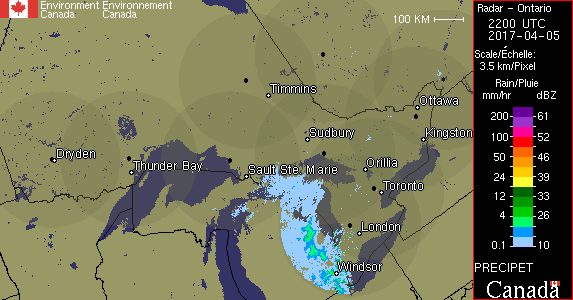 Environment Environnement
Canada Canada
100 KM
Timmins
Ottawa
Sudbury
Kingston
Dryden
Thunder Bay
Sault Ste. Marie
Orillia
Toronto
London
Windsor
Radar - Ontario
2200 UTC
2017-04-05
Scale/Échelle:
3.5 km/Pixel
Rain/Pluie
mm/hr dBZ
200 61
100 52
50 46
24 39
12 33
4 26
0.1 10
PRECIPET
Canada